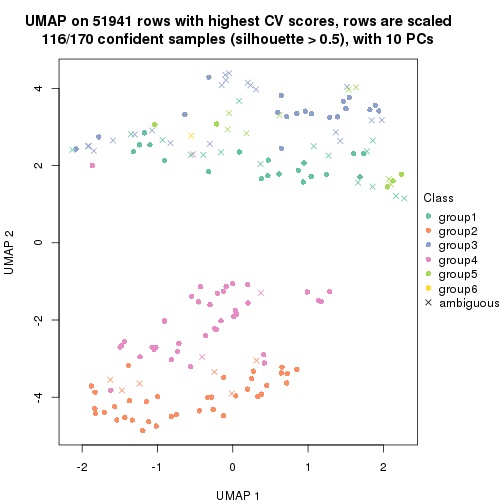 UMAP on 51941 rows with highest CV scores, rows are scaled
116/170 confident samples (silhouette > 0.5), with 10 PCs
4
2
0
-2
-4
UMAP 2
-2
-1
0
1
2
UMAP 1
Class
group1
group2
group3
group4
group5
group6
ambiguous